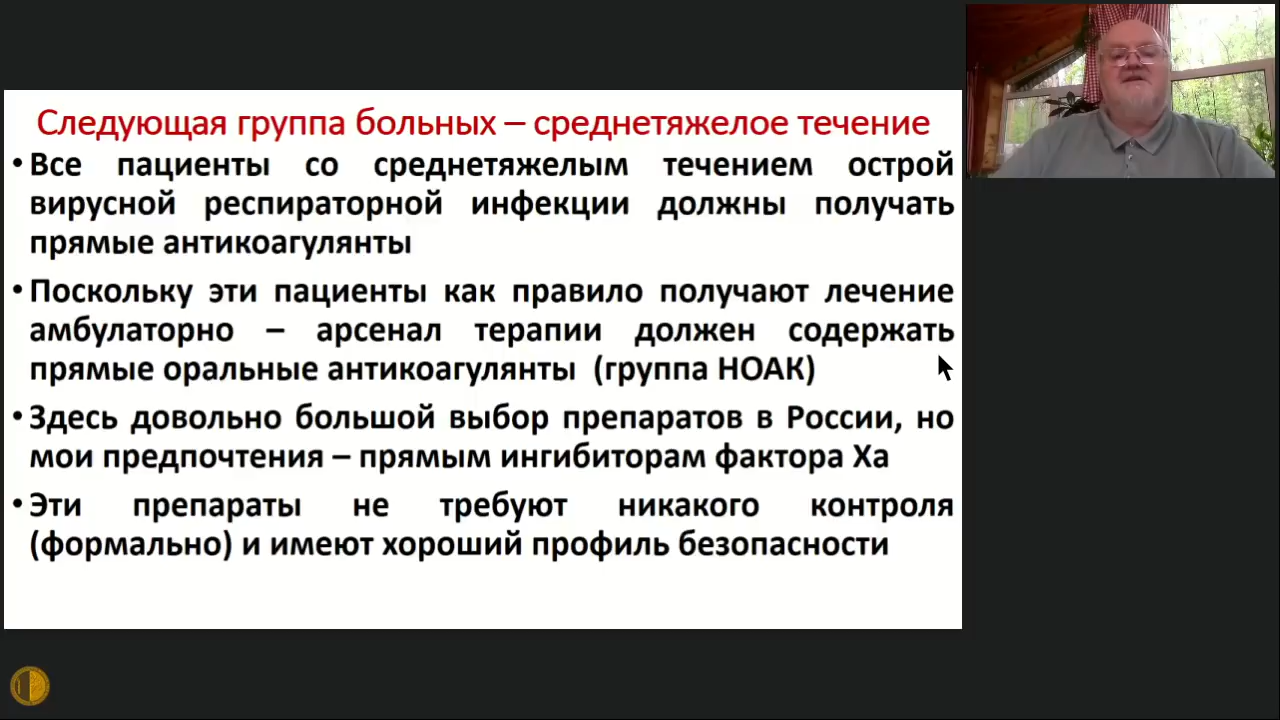 Следующая группа больных – среднетяжелое течение
• Все пациенты со среднетяжелым течением острой
вирусной респираторной инфекции должны получать
прямые антикоагулянты
• Поскольку эти пациенты как правило получают лечение
амбулаторно – арсенал терапии должен содержать
прямые оральные антикоагулянты (группа НОАК)
• Здесь довольно большой выбор препаратов в России, но
мои предпочтения – прямым ингибиторам фактора Ха
• Эти препараты не требуют никакого контроля
(формально) и имеют хороший профиль безопасности